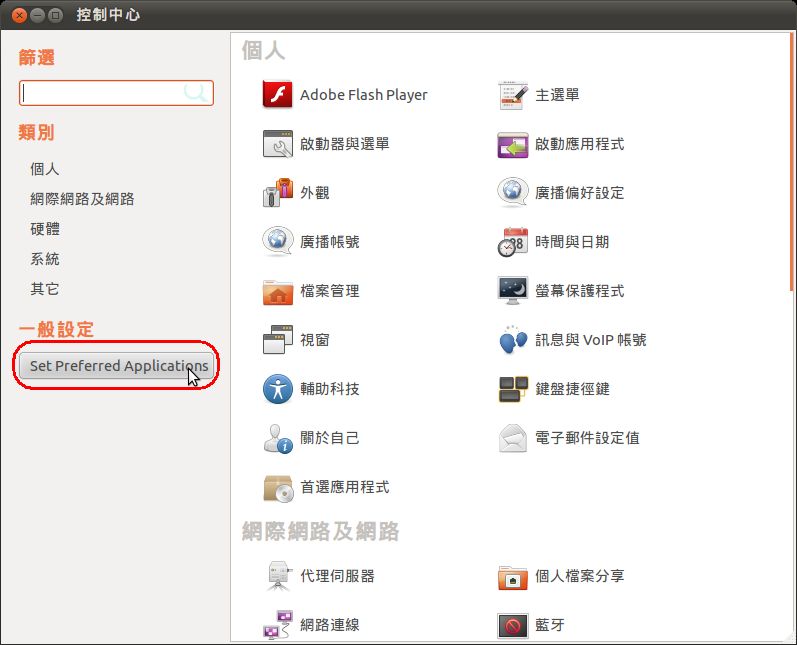 控制中心
篩選
類別
個人
網際網路及網路
硬體
系統
其它
一般設定
Set Preferred Applications
個人
Adobe Flash Player
主選單
啟動器與選單
啟動應用程式
外觀
廣播偏好設定
廣播帳號
時間與日期
檔案管理
螢幕保護程式
視窗
訊息與 VoIP 帳號
輔助科技
鍵盤捷徑鍵
關於自己
電子郵件設定值
首選應用程式
網際網路及網路
代理伺服器
個人檔案分享
網路連線
藍牙